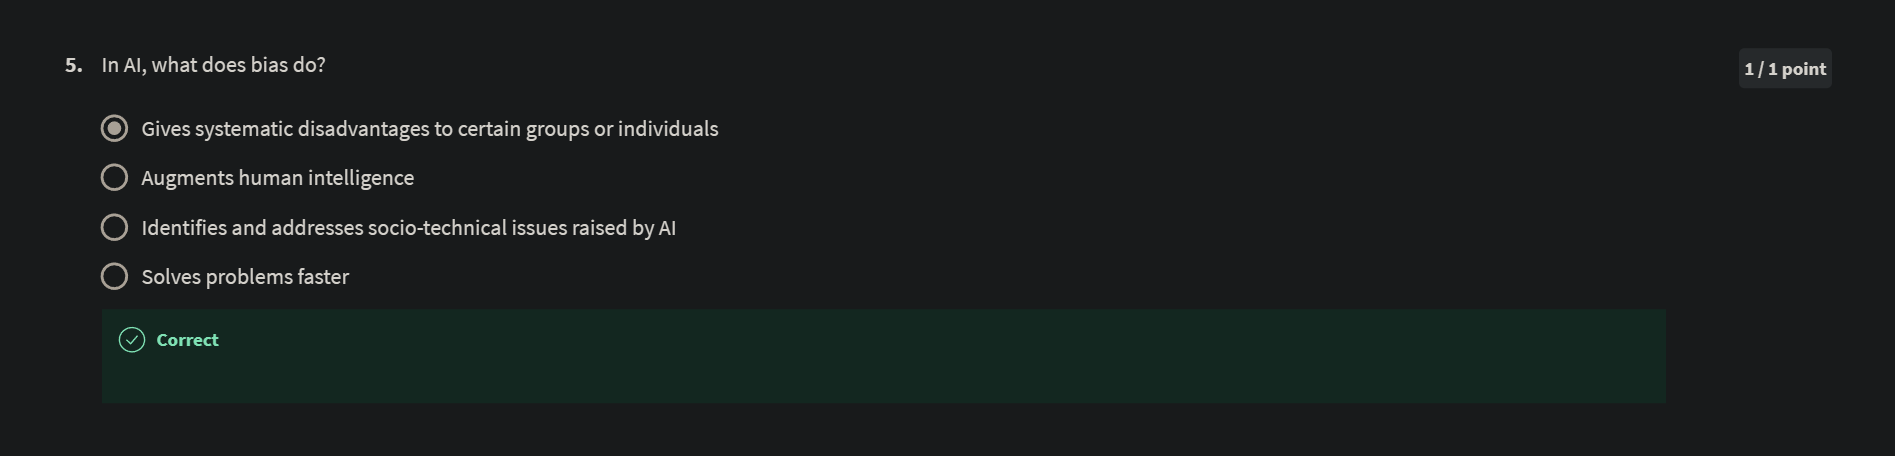 5. In AI, what does bias do?
1 / 1 point
Gives systematic disadvantages to certain groups or individuals
Augments human intelligence
Identifies and addresses socio-technical issues raised by AI
Solves problems faster
Correct